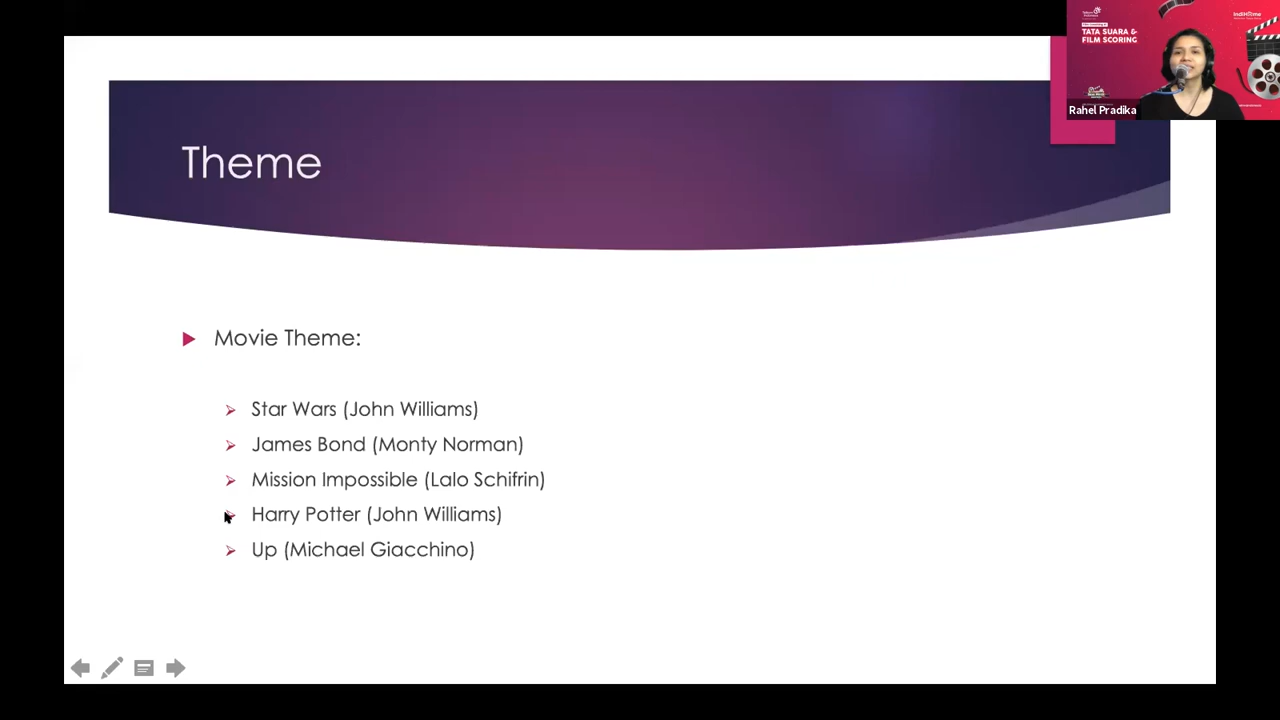 TATA SUARA &
FILM SCORING
IndiHome
Rahel Pradika
Theme
Movie Theme:
Star Wars (John Williams)
James Bond (Monty Norman)
Mission Impossible (Lalo Schifrin)
Harry Potter (John Williams)
Up (Michael Giacchino)